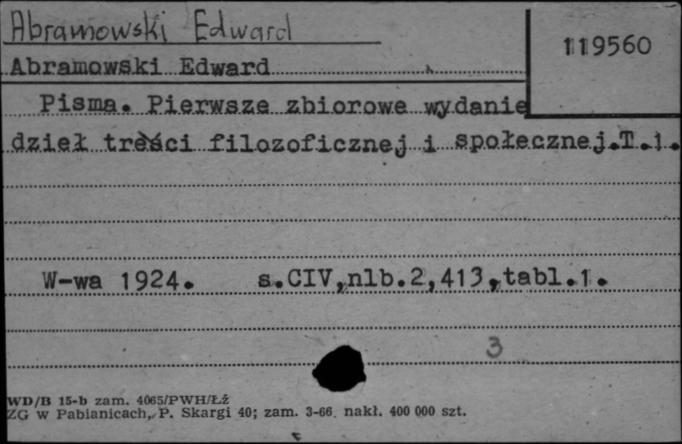 Abramowski Edward
119560
Abramowski Edward
Pisma. Pierwsze zbiorowe wydanie
dzieł treści filozoficznej i społecznej.T.1.
W-wa 1924. s.CIV,nlb.2,413,tabl.1.
3
WD/B 15-b zam. 4065/PWH/Łź
ZG w Pabianicach, P. Skargi 40; zam. 3-66. nakł. 400 000 szt.